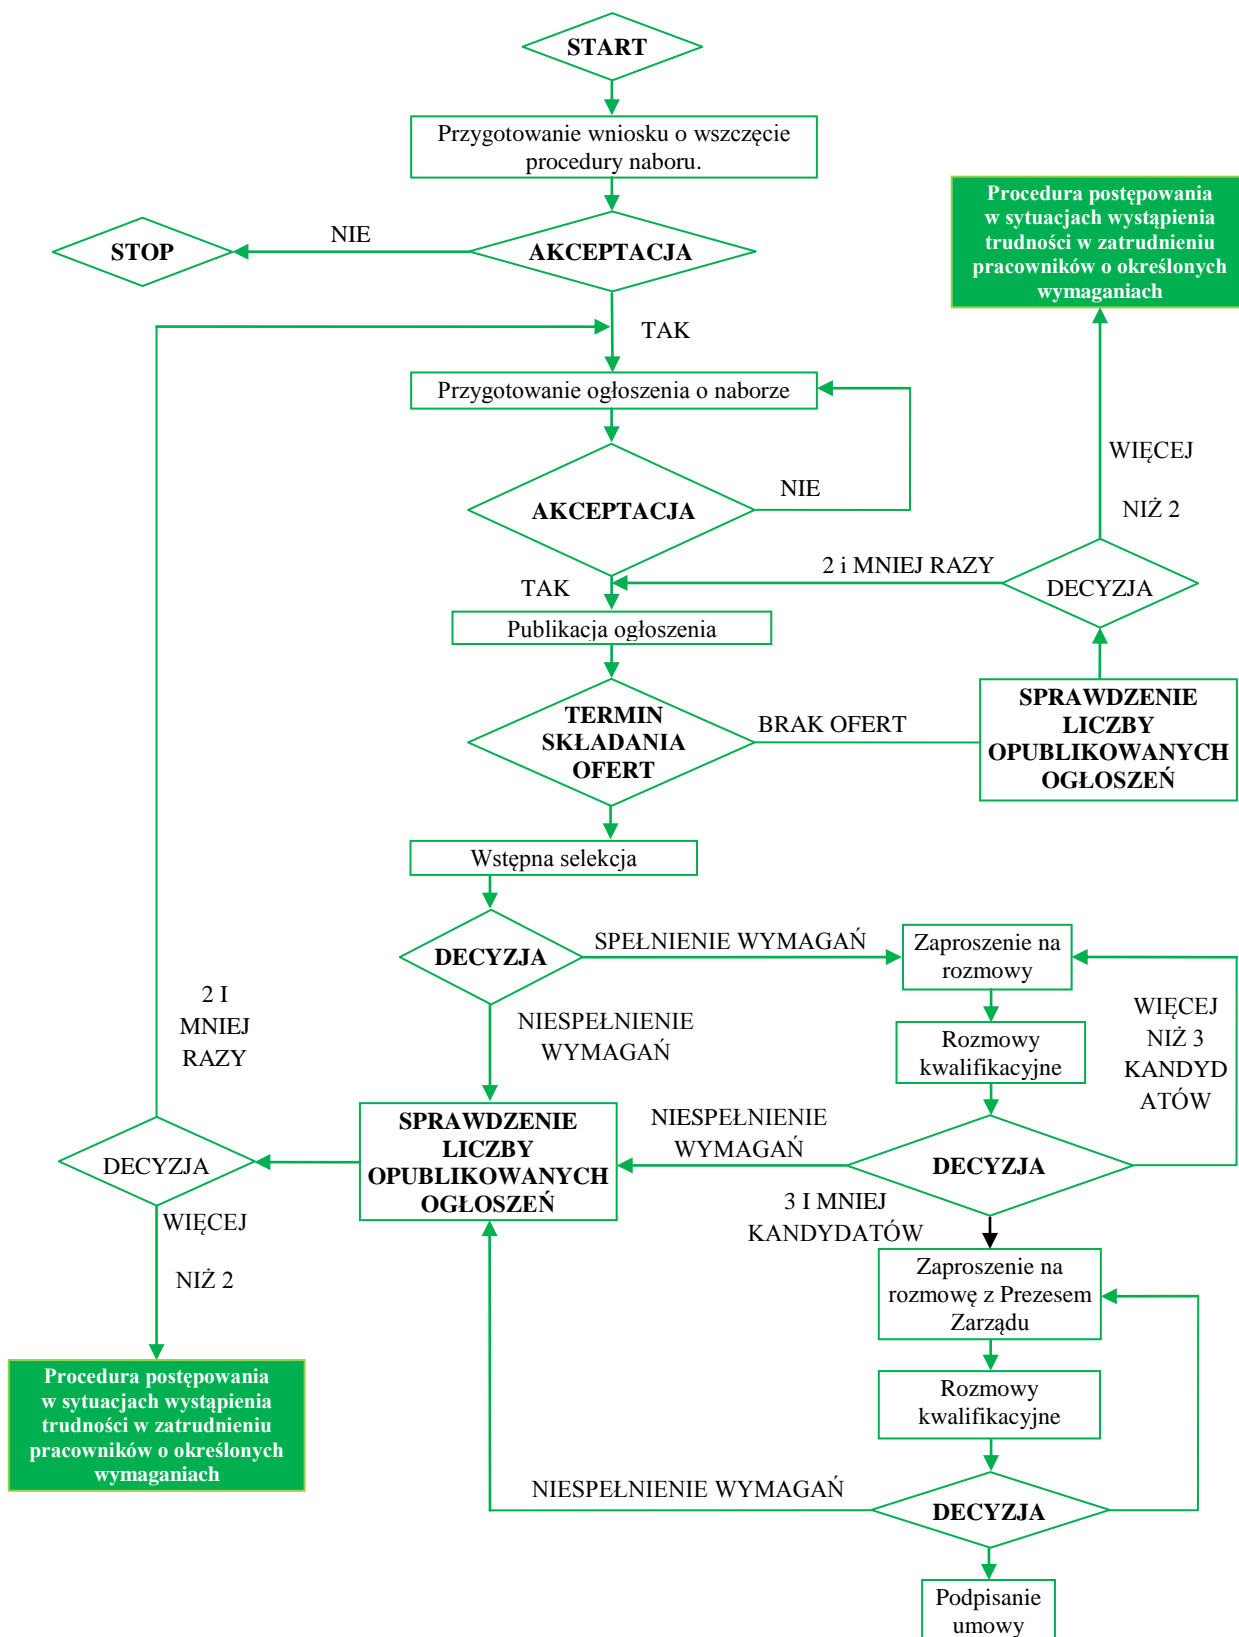 START
Przygotowanie wniosku o wszczęcie
procedury naboru.
Procedura postępowania
w sytuacjach wystąpienia
trudności w zatrudnieniu
pracowników o określonych
wymaganiach
NIE
STOP
AKCEPTACJA
TAK
Przygotowanie ogłoszenia o naborze
WIĘCEJ
NIŻ 2
NIE
AKCEPTACJA
2 i MNIEJ RAZY
DECYZJA
TAK
Publikacja ogłoszenia
TERMIN
SKŁADANIA
OFERT
BRAK OFERT
SPRAWDZENIE
LICZBY
OPUBLIKOWANYCH
OGŁOSZEŃ
Wstępna selekcja
DECYZJA
SPEŁNIENIE WYMAGAŃ
Zaproszenie na
rozmowy
2 I
MNIEJ
RAZY
NIESPEŁNIENIE
WYMAGAŃ
WIĘCEJ
NIŻ 3
KANDYD
ATÓW
Rozmowy
kwalifikacyjne
SPRAWDZENIE
LICZBY
OPUBLIKOWANYCH
OGŁOSZEŃ
NIESPEŁNIENIE
WYMAGAŃ
DECYZJA
DECYZJA
3 I MNIEJ
KANDYDATÓW
WIĘCEJ
NIŻ 2
Zaproszenie na
rozmowę z Prezesem
Zarządu
Procedura postępowania
w sytuacjach wystąpienia
trudności w zatrudnieniu
pracowników o określonych
wymaganiach
Rozmowy
kwalifikacyjne
NIESPEŁNIENIE WYMAGAŃ
DECYZJA
Podpisanie
umowy